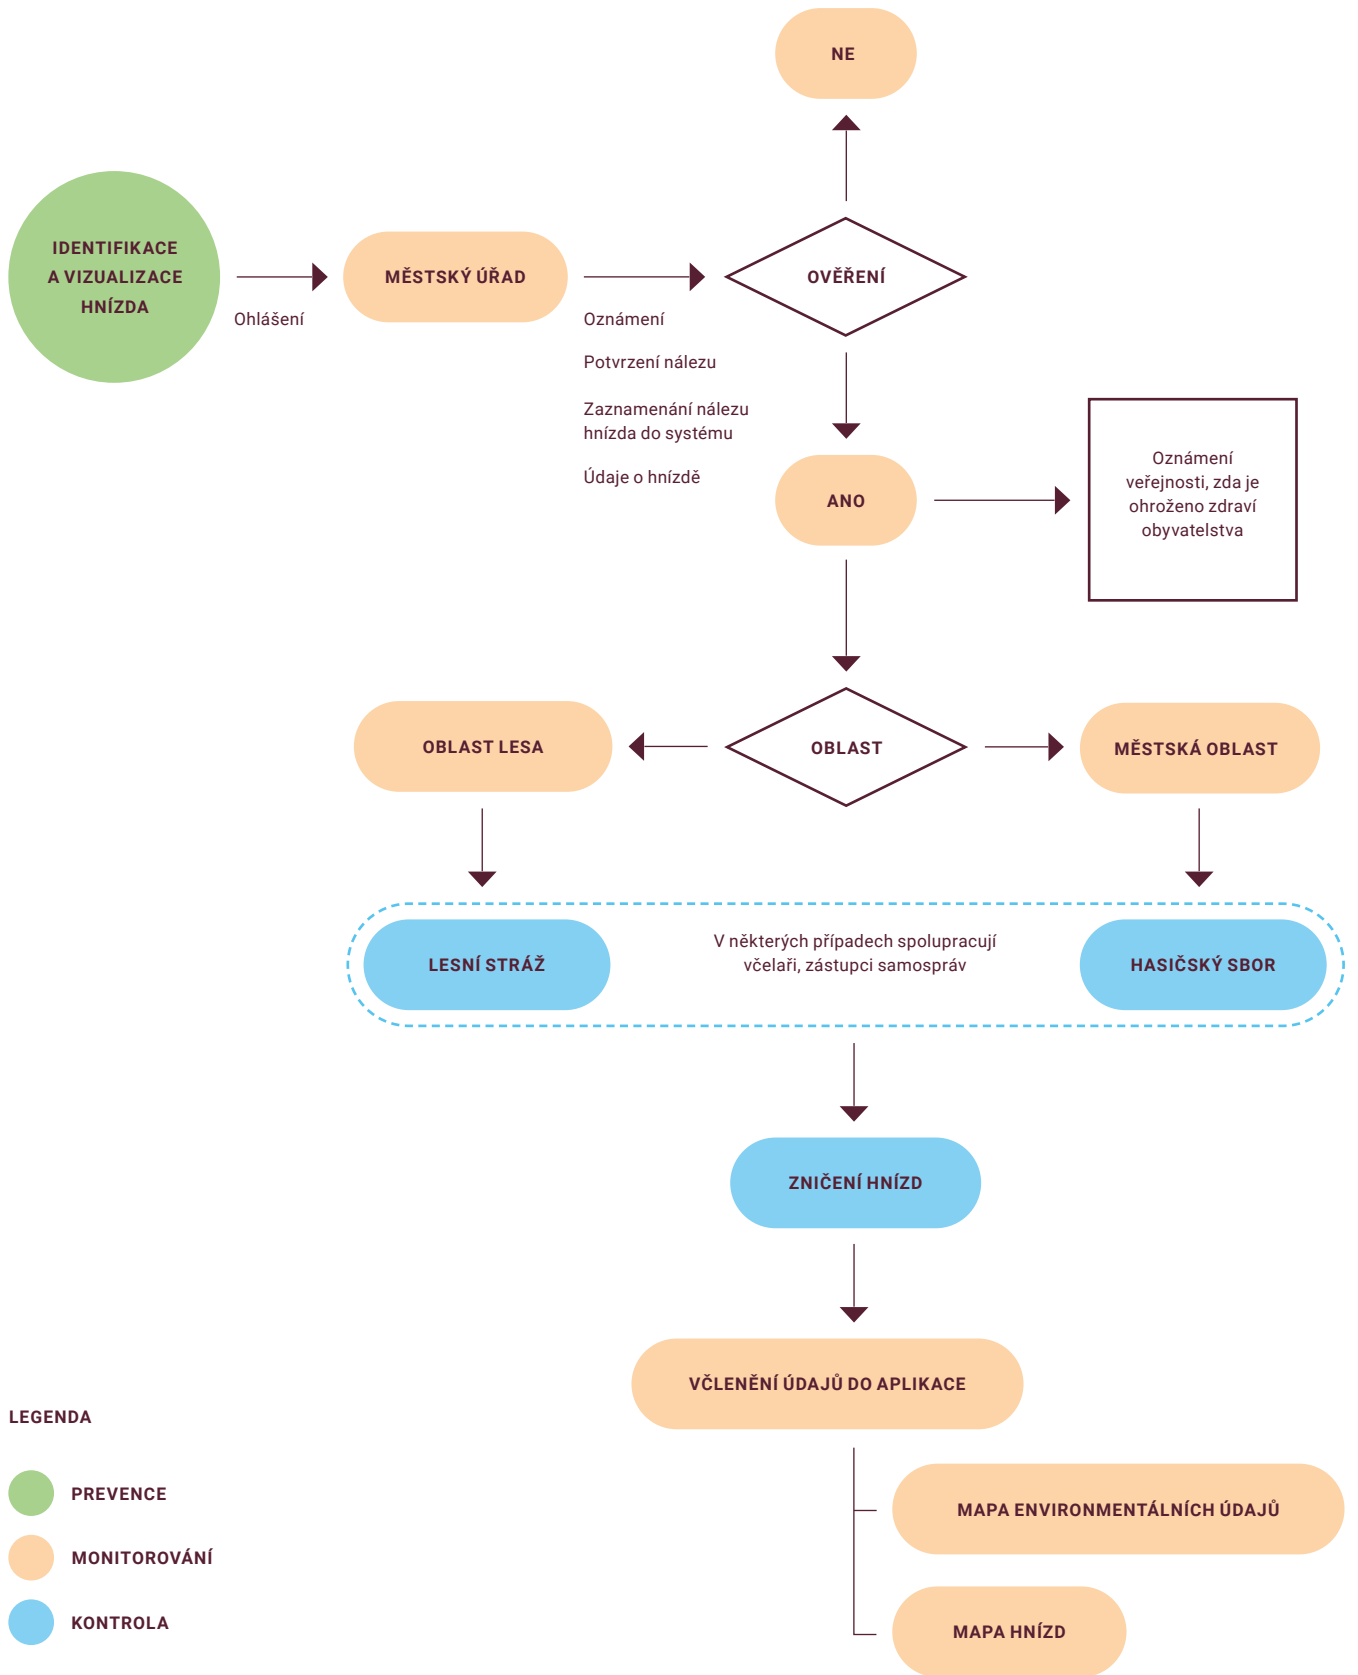 NE
IDENTIFIKACE
A VIZUALIZACE
HNÍZDA
Ohlášení
MĚSTSKÝ ÚŘAD
Oznámení
Potvrzení nálezu
Zaznamenání nálezu
hnízda do systému
Údaje o hnízdě
OVĚŘENÍ
ANO
Oznámení
veřejnosti, zda je
ohroženo zdraví
obyvatelstva
OBLAST LESA
OBLAST
MĚSTSKÁ OBLAST
LESNÍ STRÁŽ
V některých případech spolupracují
včelaři, zástupci samospráv
HASIČSKÝ SBOR
ZNIČENÍ HNÍZD
VČLENĚNÍ ÚDAJŮ DO APLIKACE
MAPA ENVIRONMENTÁLNÍCH ÚDAJŮ
MAPA HNÍZD
LEGENDA
PREVENCE
MONITOROVÁNÍ
KONTROLA